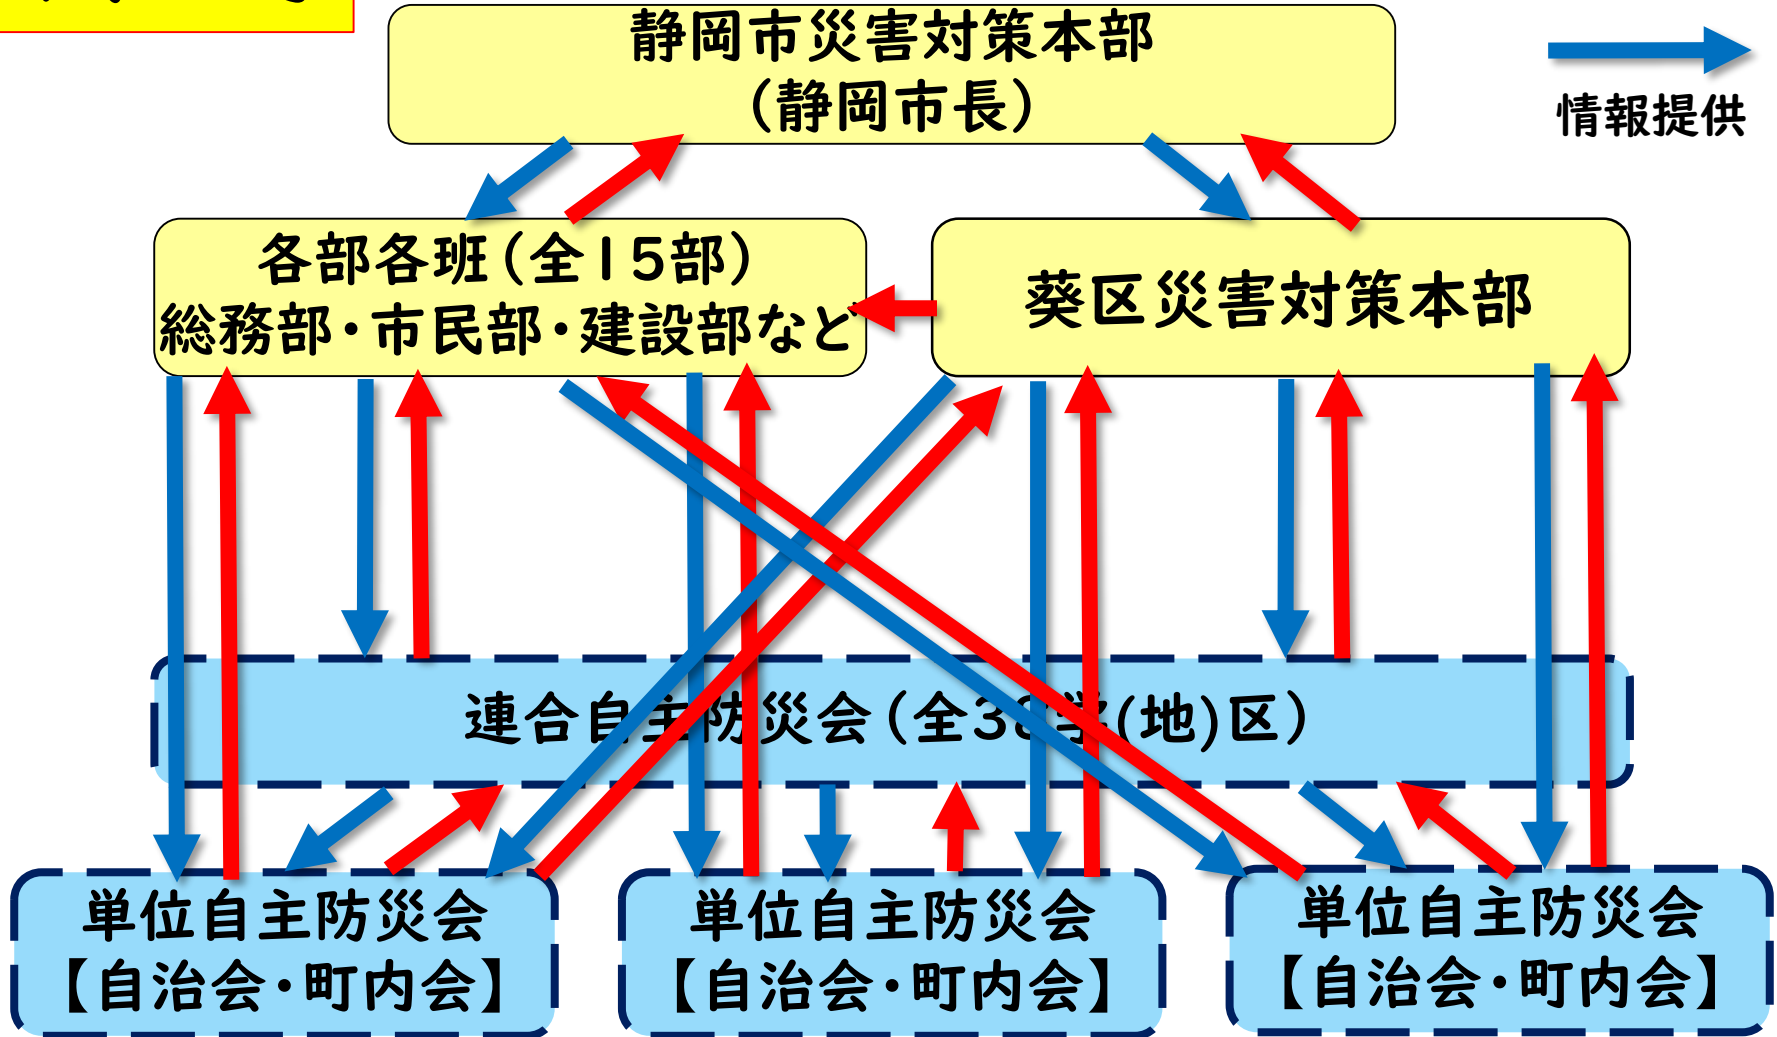 静岡市災害対策本部
（静岡市長）
情報提供
各部各班（全15部）
総務部・市民部・建設部など
葵区災害対策本部
連合自主防災会（全38学(地)区）
単位自主防災会
【自治会・町内会】
単位自主防災会
【自治会・町内会】
単位自主防災会
【自治会・町内会】